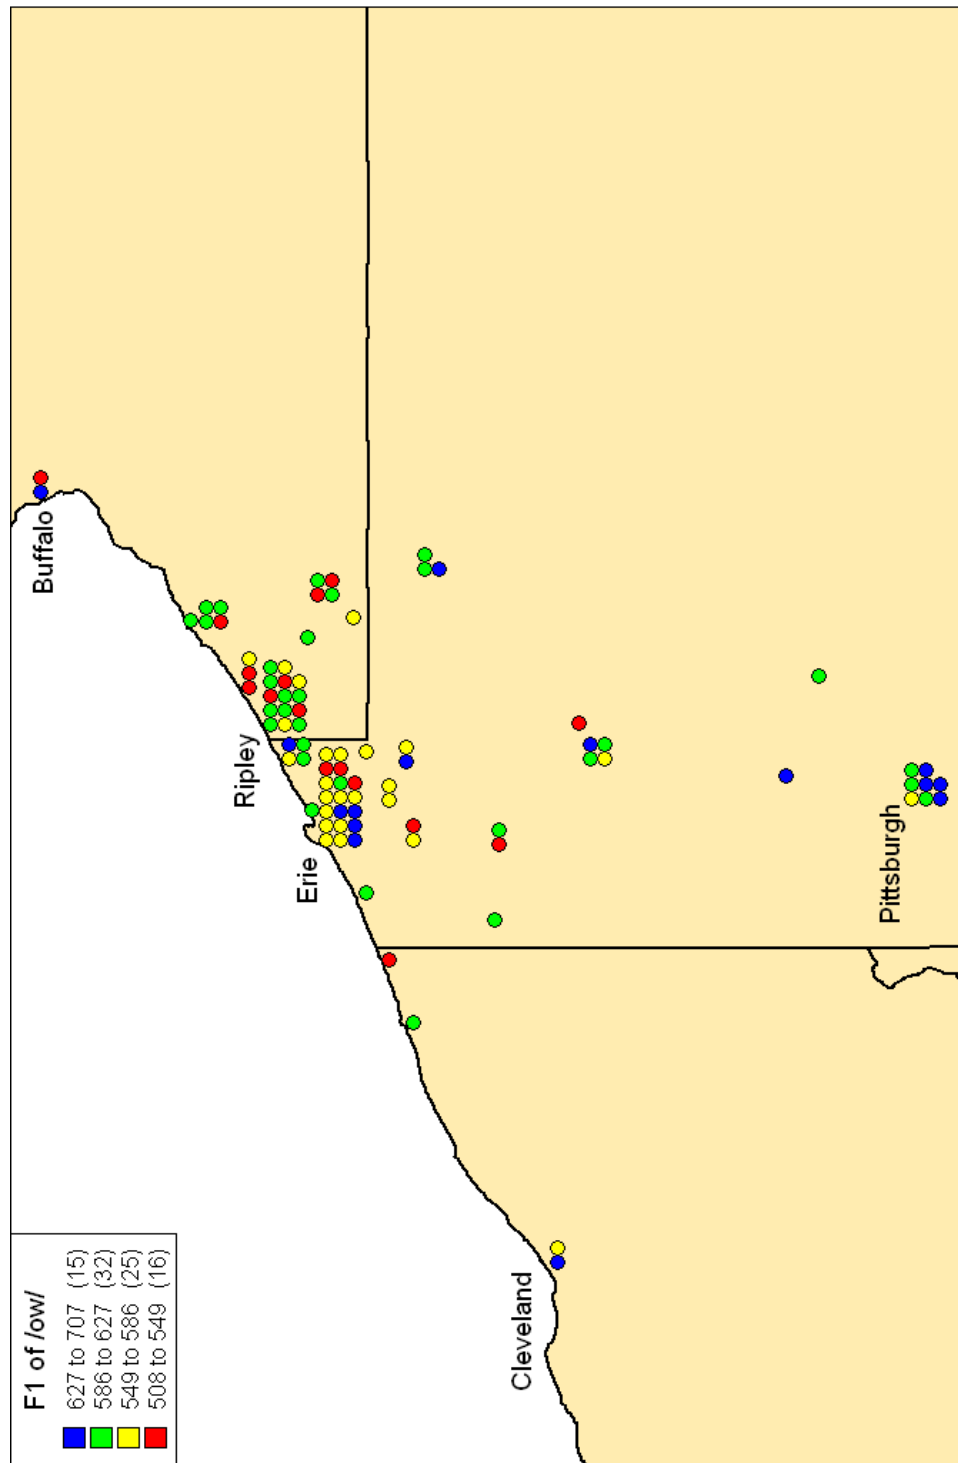 F1 of /ow/
627 to 707 (15)
586 to 627 (32)
549 to 586 (25)
508 to 549 (16)
Buffalo
Ripley
Erie
Cleveland
Pittsburgh